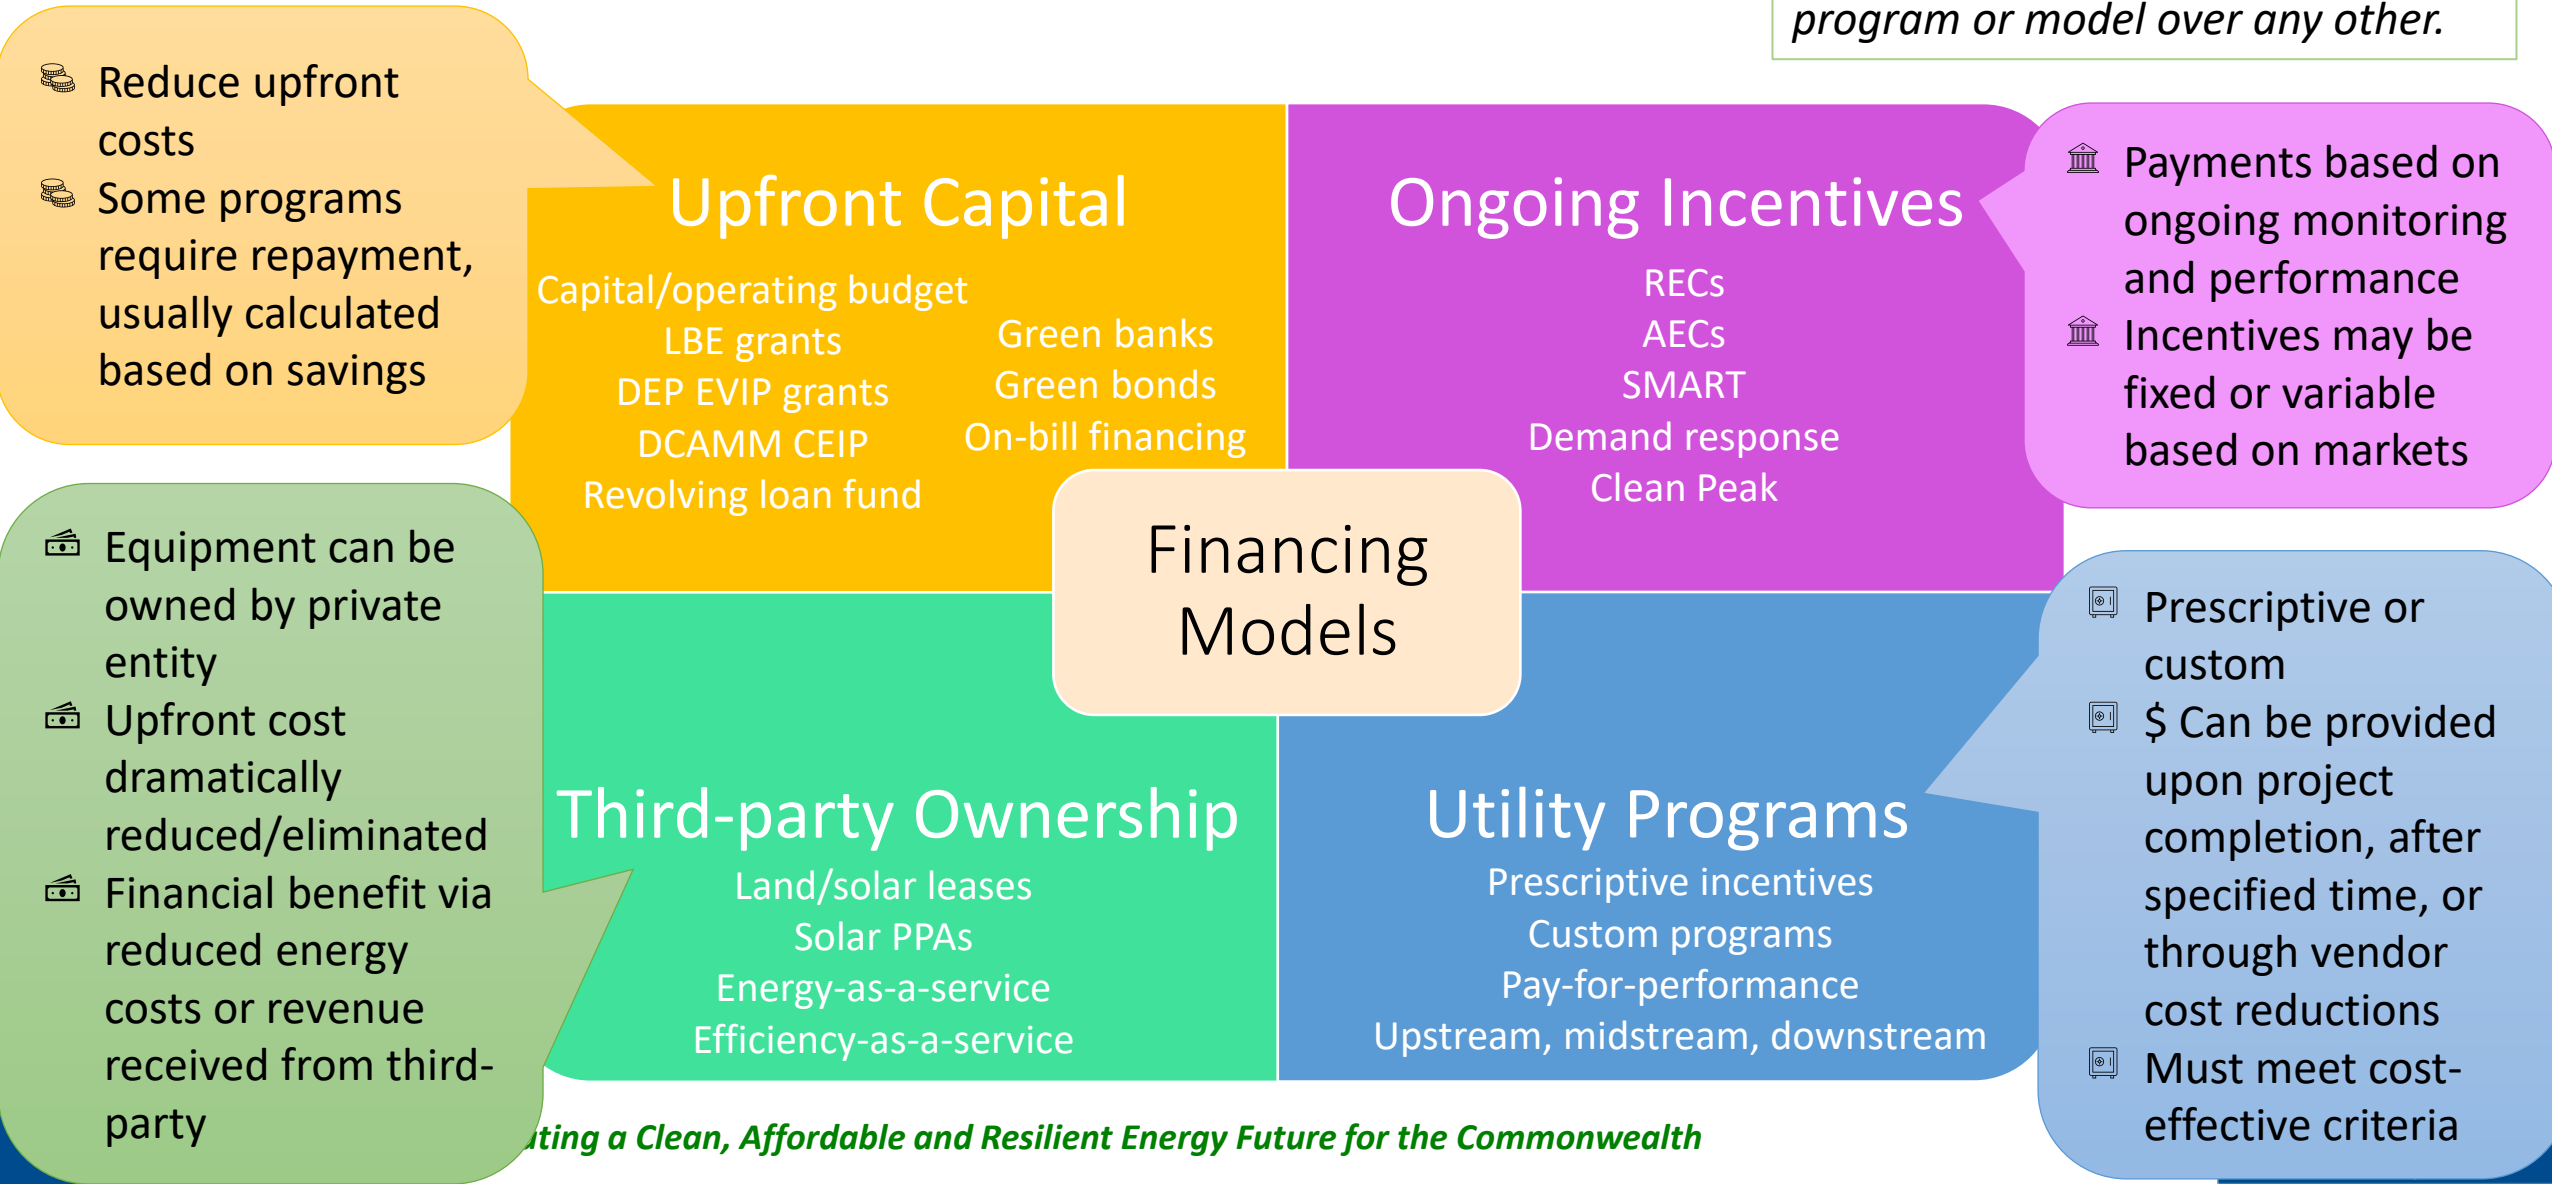 program or model over any other.
Reduce upfront
costs
Some programs
require repayment,
usually calculated
based on savings
Upfront Capital
Capital/operating budget
LBE grants
DEP EVIP grants
DCAMM CEIP
Revolving loan fund
Green banks
Green bonds
On-bill financing
Ongoing Incentives
RECs
AECs
SMART
Demand response
Clean Peak
Payments based on
ongoing monitoring
and performance
Incentives may be
fixed or variable
based on markets
Financing
Models
Equipment can be
owned by private
entity
Upfront cost
dramatically
reduced/eliminated
Financial benefit via
reduced energy
costs or revenue
received from third-
party
Third-party Ownership
Land/solar leases
Solar PPAs
Energy-as-a-service
Efficiency-as-a-service
Utility Programs
Prescriptive incentives
Custom programs
Pay-for-performance
Upstream, midstream, downstream
Prescriptive or
custom
$ Can be provided
upon project
completion, after
specified time, or
through vendor
cost reductions
Must meet cost-
effective criteria
a Clean, Affordable and Resilient Energy Future for the Commonwealth